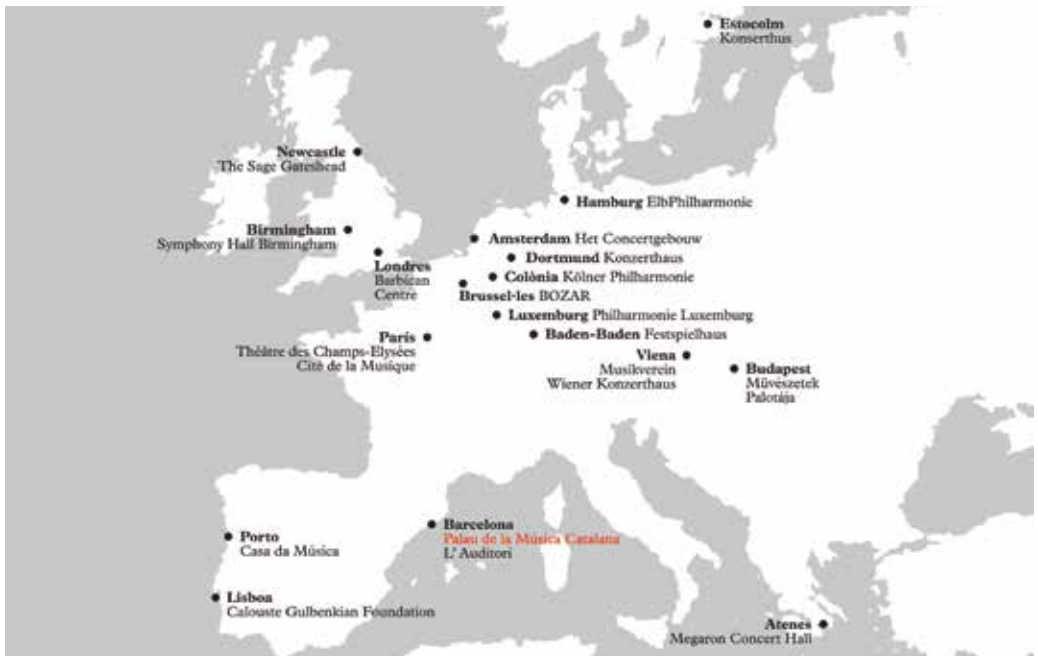 Estocolm
Konserthus
Newcastle
The Sage Gateshead
Hamburg ElbPhilharmonie
Birmingham
Symphony Hall Birmingham
Amsterdam Het Concertgebouw
Londres
Barbican
Centre
Dortmund Konzerthaus
Colònia Kölner Philharmonie
Brussel·les BOZAR
Luxemburg Philharmonie Luxemburg
París
Théâtre des Champs-Elysées
Cité de la Musique
Baden-Baden Festspielhaus
Viena
Musikverein
Wiener Konzerthaus
Budapest
Művészetek
Palotája
Barcelona
Palau de la Música Catalana
L' Auditori
Porto
Casa da Música
Lisboa
Calouste Gulbenkian Foundation
Atenes
Megaron Concert Hall